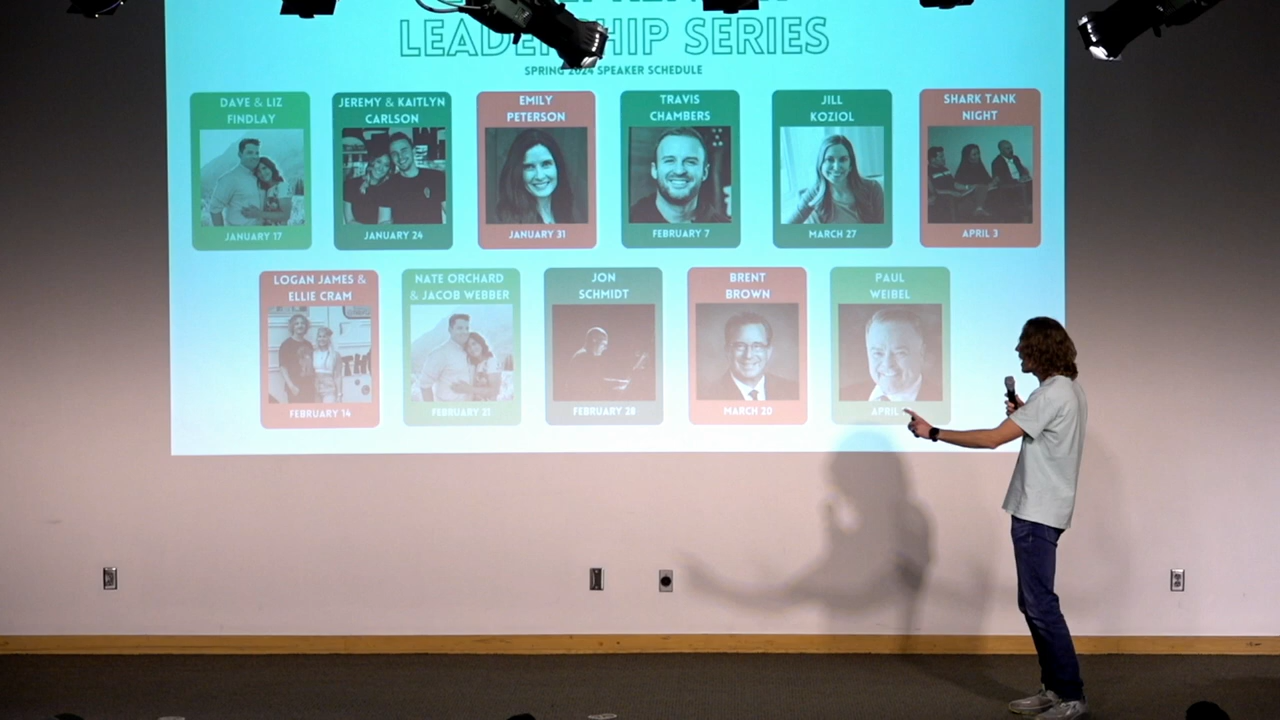 LEADERSHIP SERIES
SPRING 2024 SPEAKER SCHEDULE
DAVE & LIZ
FINDLAY
JANUARY 17
JEREMY & KAITLYN
CARLSON
JANUARY 24
EMILY
PETERSON
JANUARY 31
TRAVIS
CHAMBERS
FEBRUARY 7
JILL
KOZIOL
MARCH 27
SHARK TANK
NIGHT
APRIL 3
LOGAN JAMES &
ELLIE CRAM
FEBRUARY 14
NATE ORCHARD
& JACOB WEBBER
FEBRUARY 21
JON
SCHMIDT
FEBRUARY 28
BRENT
BROWN
MARCH 20
PAUL
WEIBEL
APRIL